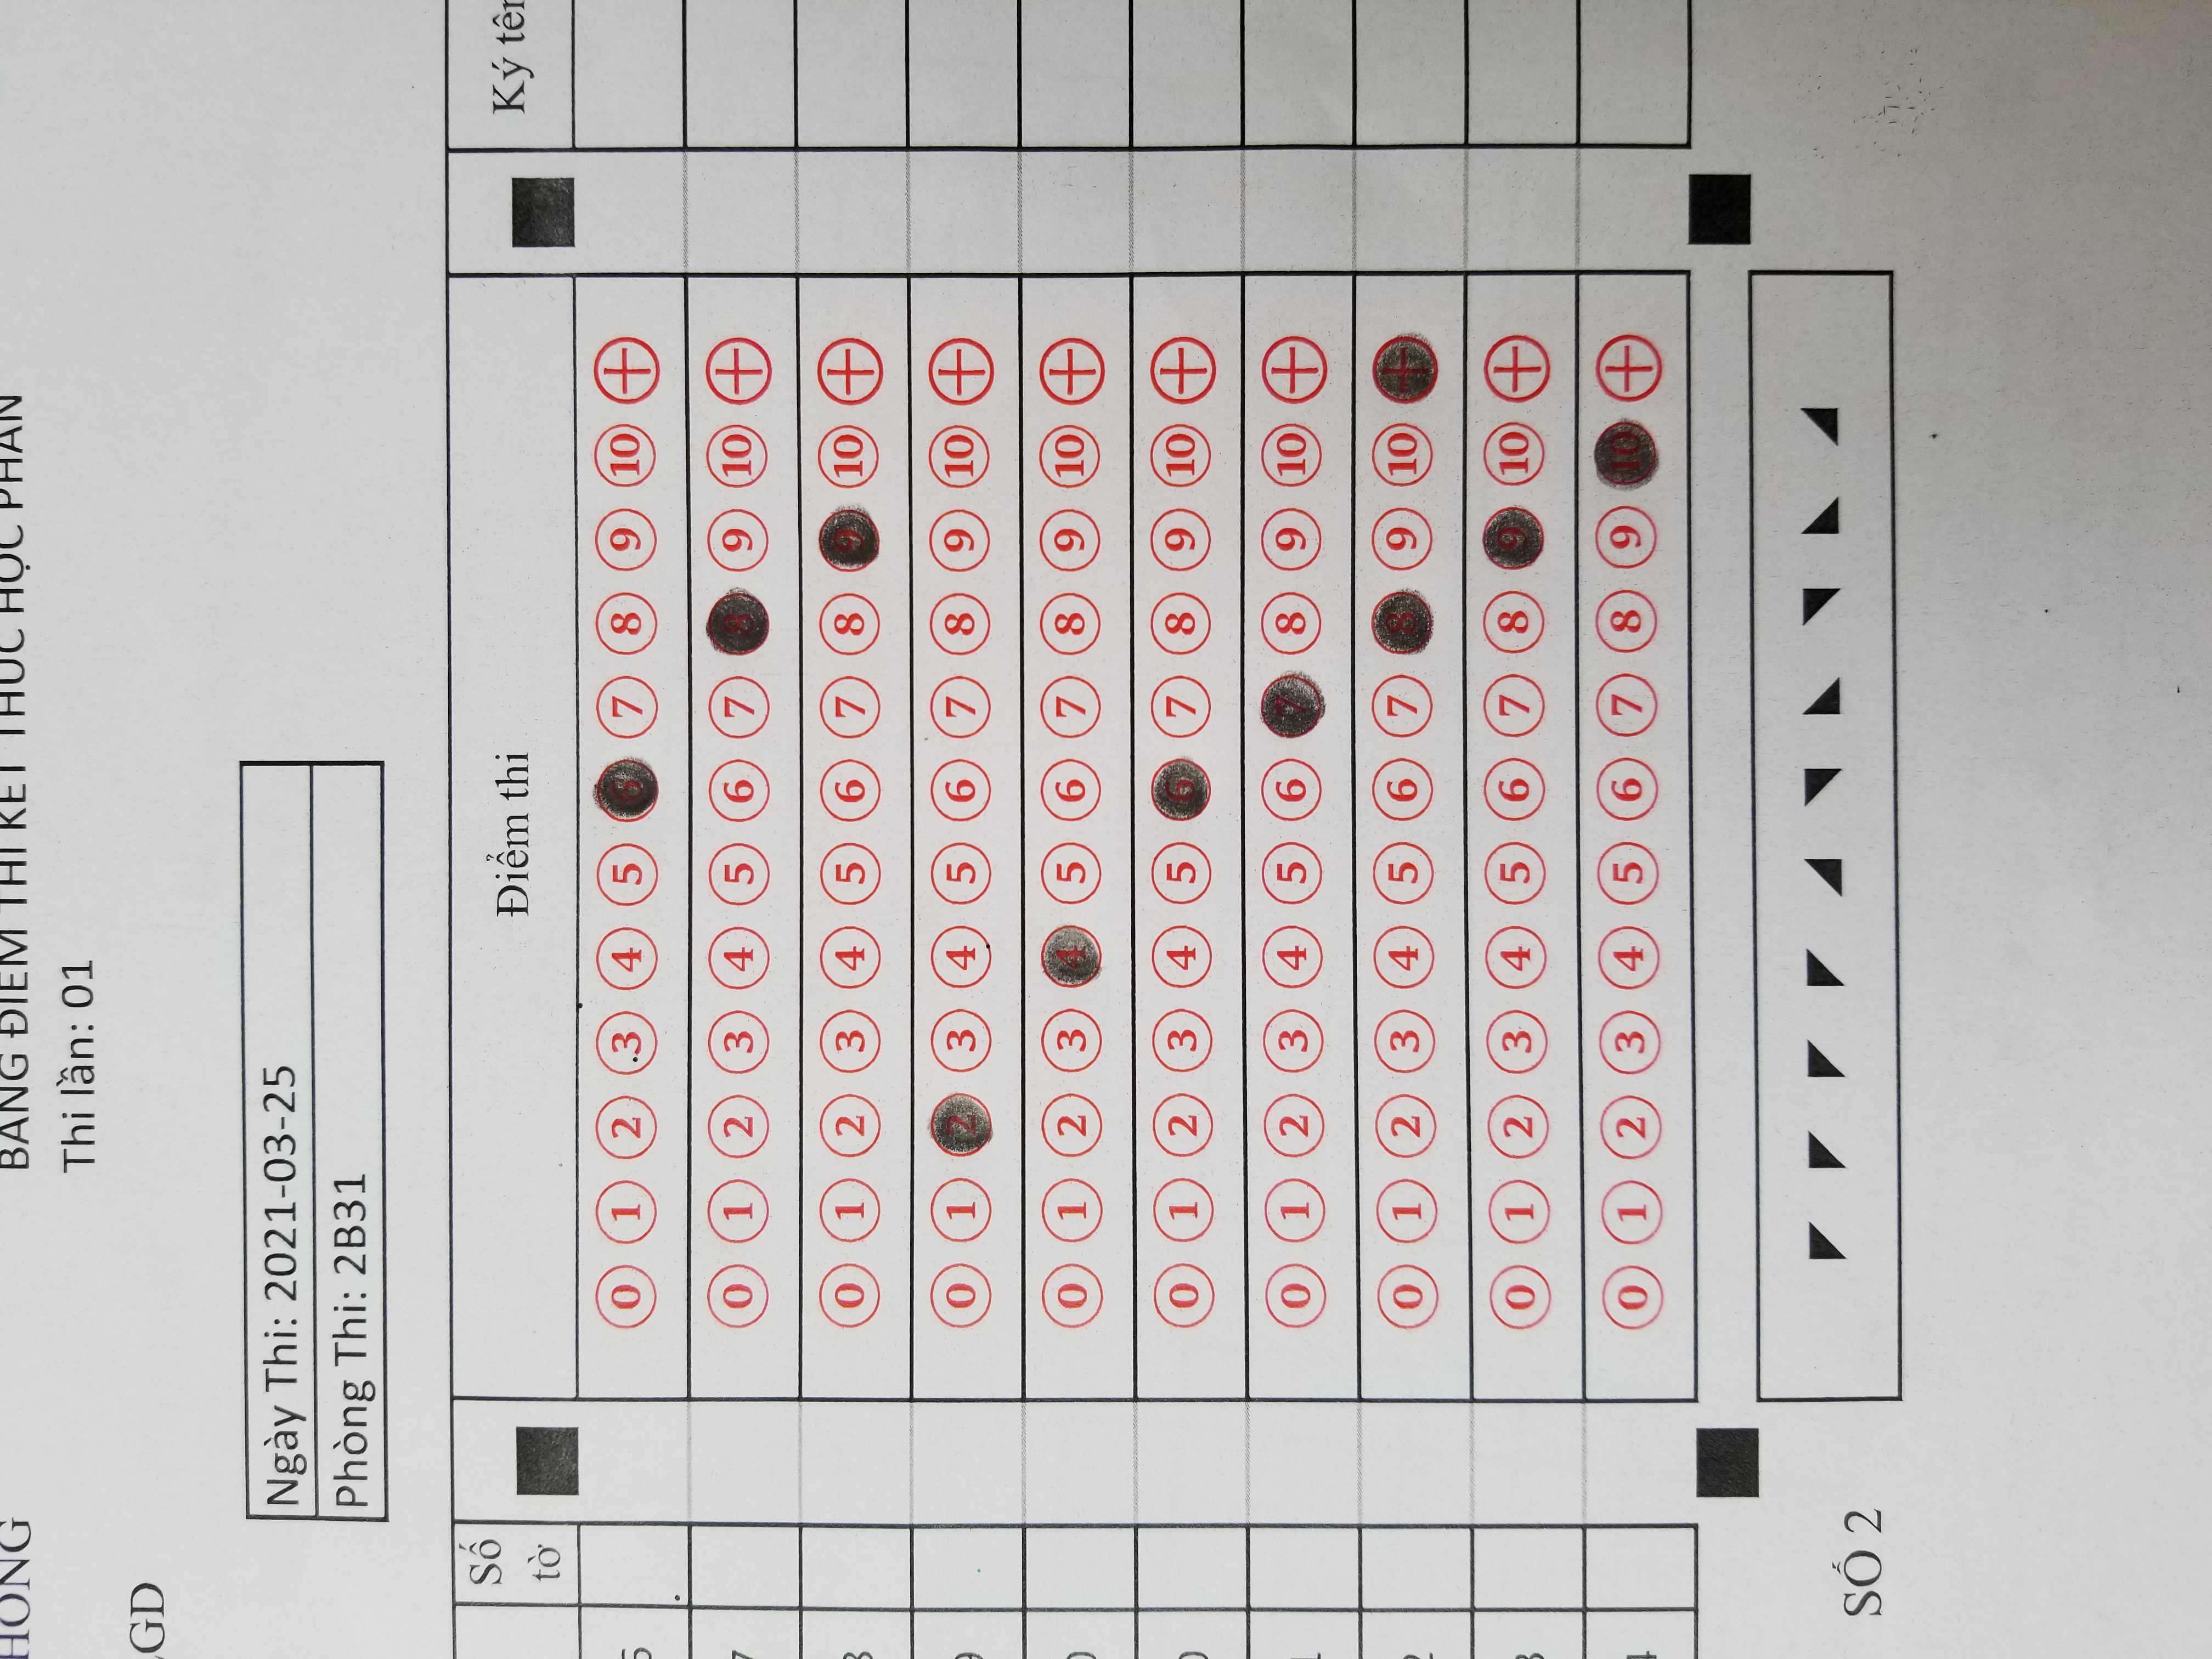 HÒNG
BẢNG ĐIỂM THI KẾT THÚC HỌC PHẦN
Thi lần: 01
GD
Ngày Thi: 2021-03-25
Phòng Thi: 2B31
Số tờ Điểm thi Ký tên
0 1 2 3 4 5 6 7 8 9 10 +
7 0 1 2 3 4 5 6 7 8 9 10 +
8 0 1 2 3 4 5 6 7 8 9 10 +
9 0 1 2 3 4 5 6 7 8 9 10 +
0 0 1 2 3 4 5 6 7 8 9 10 +
0 0 1 2 3 4 5 6 7 8 9 10 +
1 0 1 2 3 4 5 6 7 8 9 10 +
2 0 1 2 3 4 5 6 7 8 9 10 +
3 0 1 2 3 4 5 6 7 8 9 10 +
4 0 1 2 3 4 5 6 7 8 9 10 +
SỐ 2